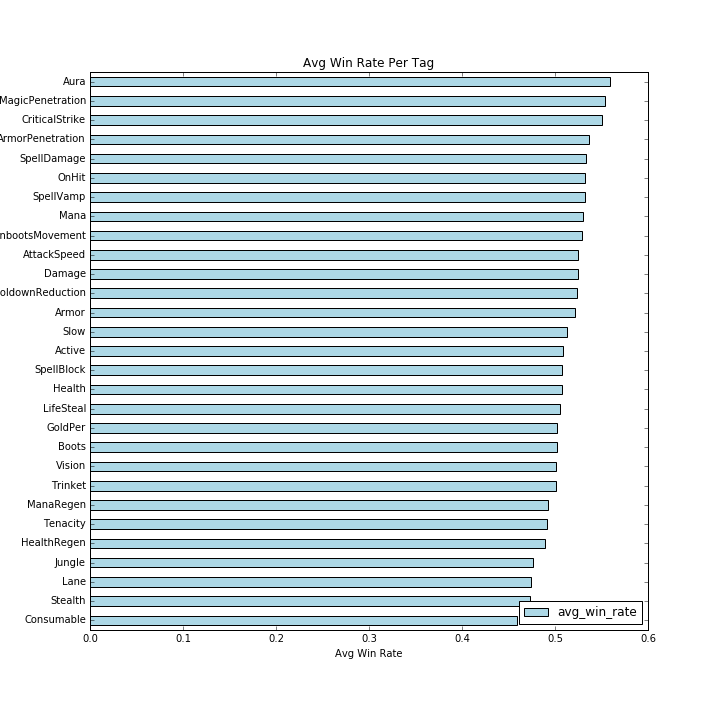 Avg Win Rate Per Tag
Aura
MagicPenetration
CriticalStrike
ArmorPenetration
SpellDamage
OnHit
SpellVamp
Mana
nbootsMovement
AttackSpeed
Damage
oldownReduction
Armor
Slow
Active
SpellBlock
Health
LifeSteal
GoldPer
Boots
Vision
Trinket
ManaRegen
Tenacity
HealthRegen
Jungle
Lane
Stealth
Consumable
avg_win_rate
0.0 0.1 0.2 0.3 0.4 0.5 0.6
Avg Win Rate